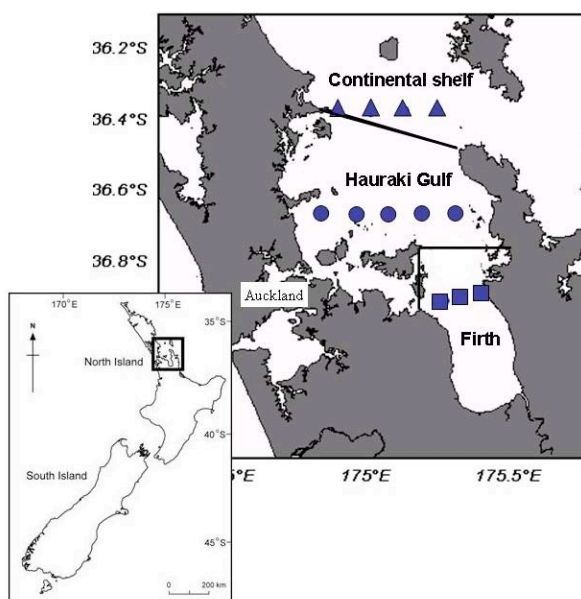 36.2°S
Continental shelf
36.4°S
Hauraki Gulf
36.6°S
36.8°S
Auckland
Firth
175°E
175.5°E
170°E
175°E
N
35°S
North Island
40°S
South Island
45°S
0 200 km